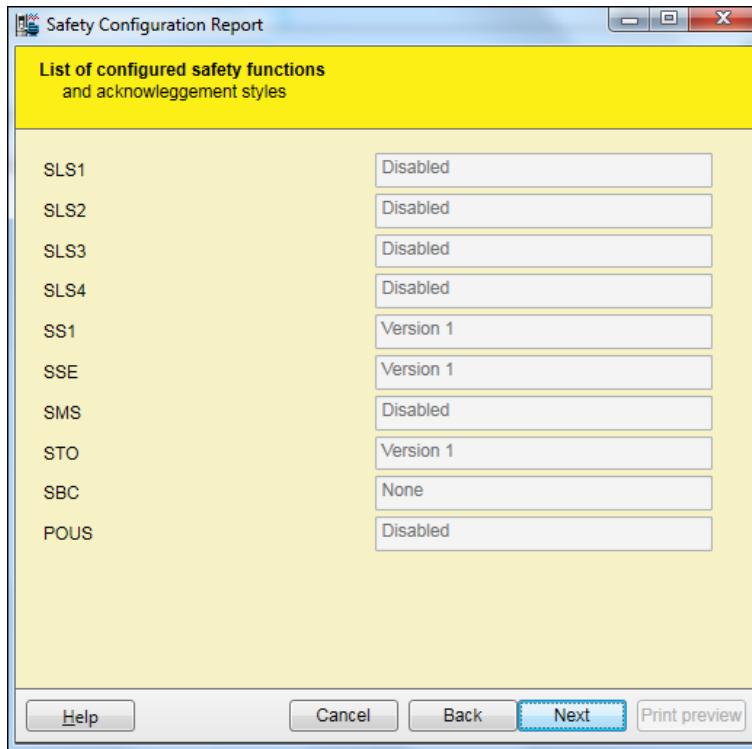 Safety Configuration Report
List of configured safety functions
and acknowleggement styles
SLS1 Disabled
SLS2 Disabled
SLS3 Disabled
SLS4 Disabled
SS1 Version 1
SSE Version 1
SMS Disabled
STO Version 1
SBC None
POUS Disabled
Help Cancel Back Next Print preview